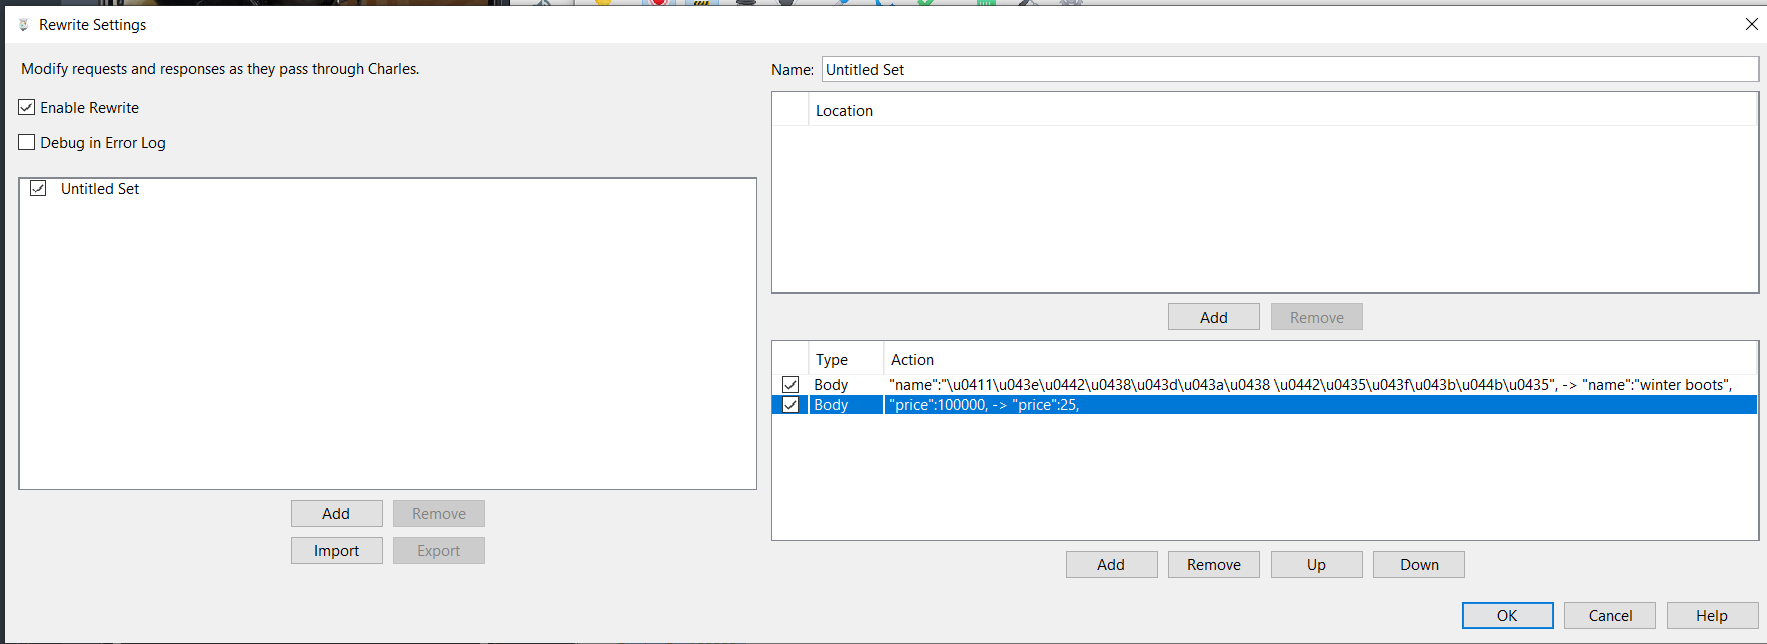 Rewrite Settings
Modify requests and responses as they pass through Charles.
Enable Rewrite
Debug in Error Log
Untitled Set
Add
Remove
Import
Export
Name: Untitled Set
Location
Add
Remove
Type Action
Body "name":"\u0411\u043e\u0442\u0438\u043d\u043a\u0438 \u0442\u0435\u043f\u043b\u044b\u0435", -> "name":"winter boots",
Body "price":100000, -> "price":25,
Add
Remove
Up
Down
OK
Cancel
Help